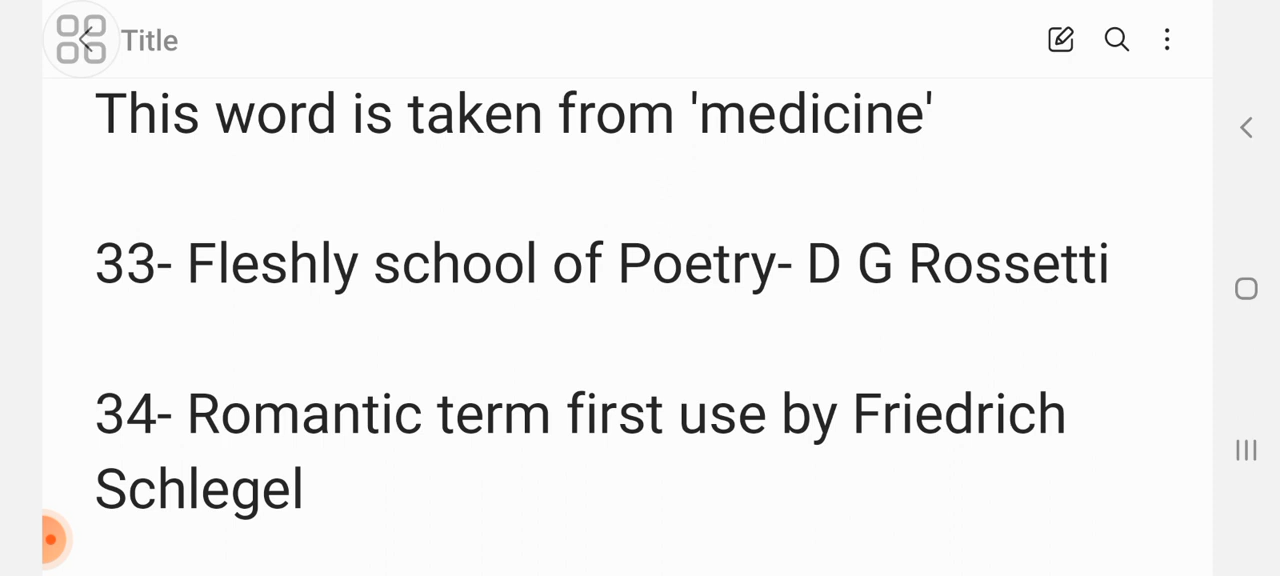 Title
This word is taken from 'medicine'
33- Fleshly school of Poetry- D G Rossetti
34- Romantic term first use by Friedrich
Schlegel